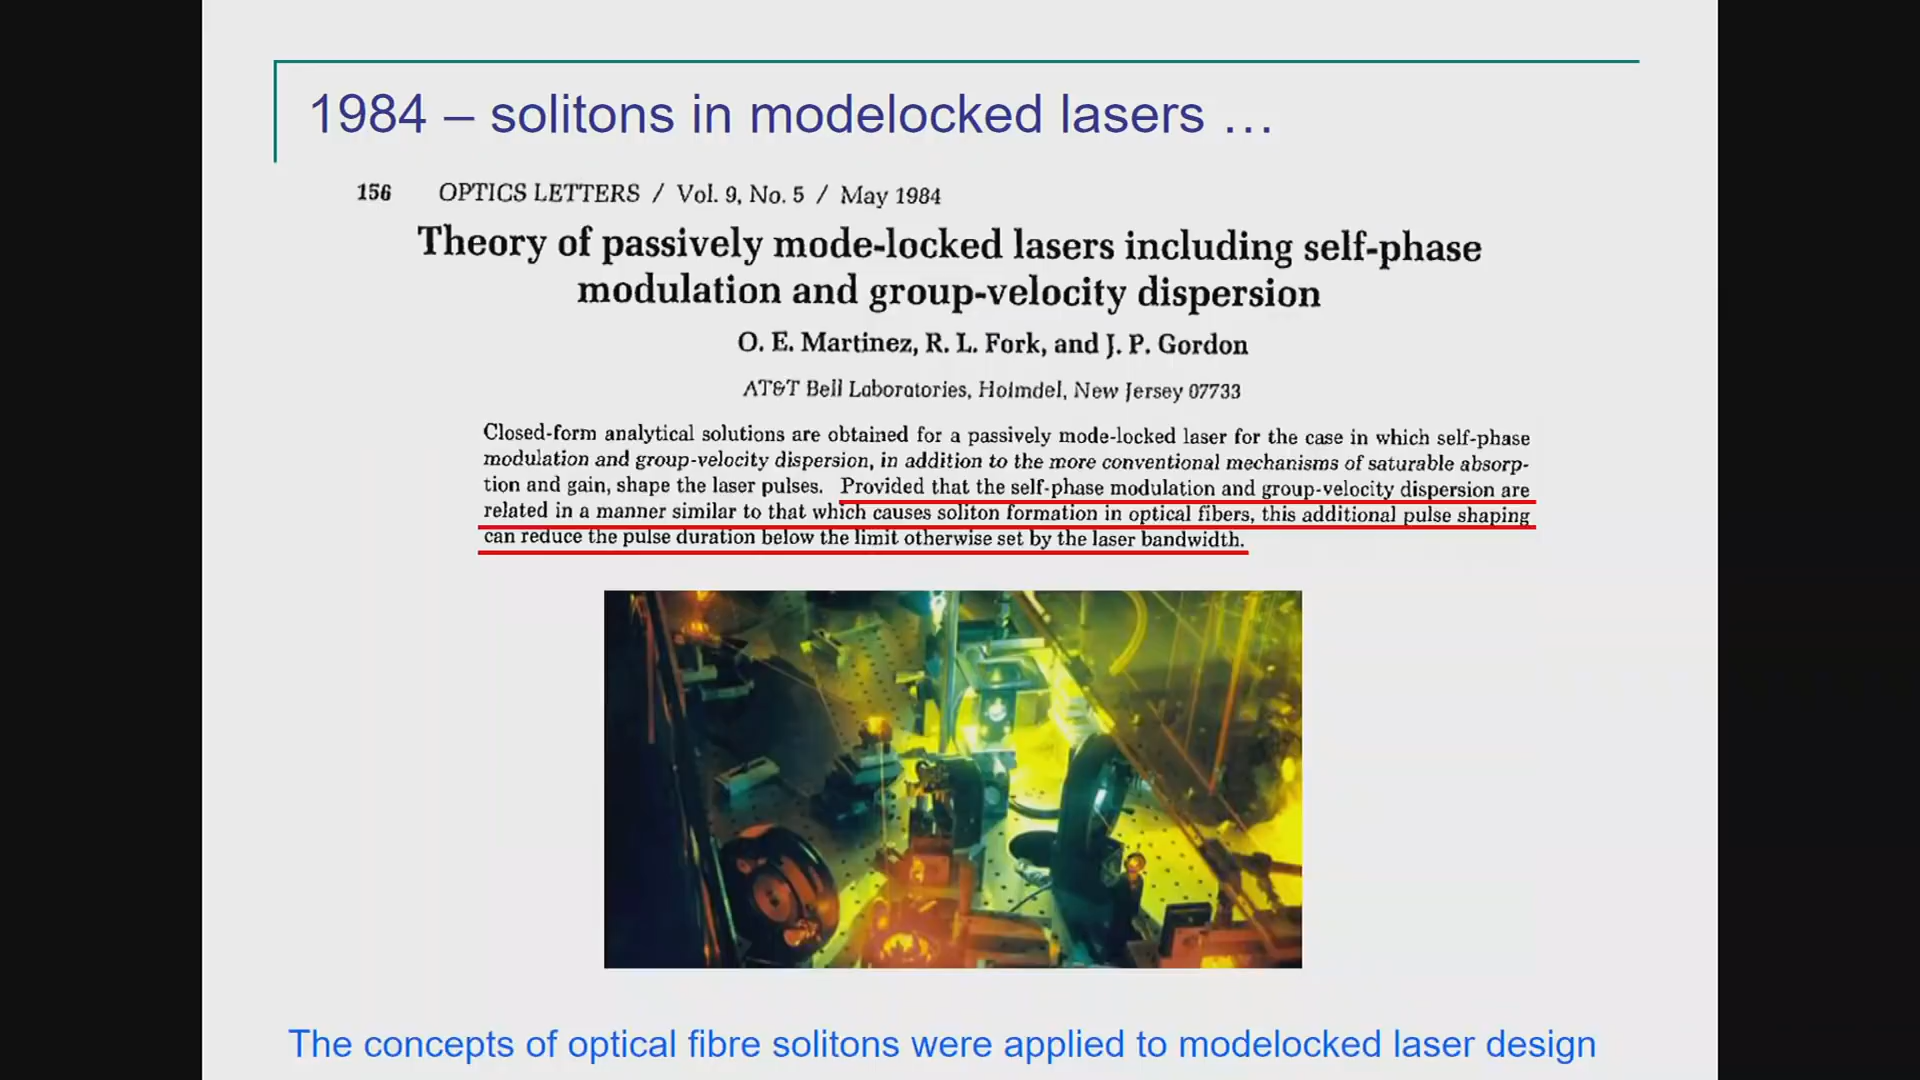 1984 – solitons in modelocked lasers …
156 OPTICS LETTERS / Vol. 9, No. 5 / May 1984
Theory of passively mode-locked lasers including self-phase
modulation and group-velocity dispersion
O. E. Martinez, R. L. Fork, and J. P. Gordon
AT&T Bell Laboratories, Holmdel, New Jersey 07733
Closed-form analytical solutions are obtained for a passively mode-locked laser for the case in which self-phase
modulation and group-velocity dispersion, in addition to the more conventional mechanisms of saturable absorp-
tion and gain, shape the laser pulses. Provided that the self-phase modulation and group-velocity dispersion are
related in a manner similar to that which causes soliton formation in optical fibers, this additional pulse shaping
can reduce the pulse duration below the limit otherwise set by the laser bandwidth.
The concepts of optical fibre solitons were applied to modelocked laser design